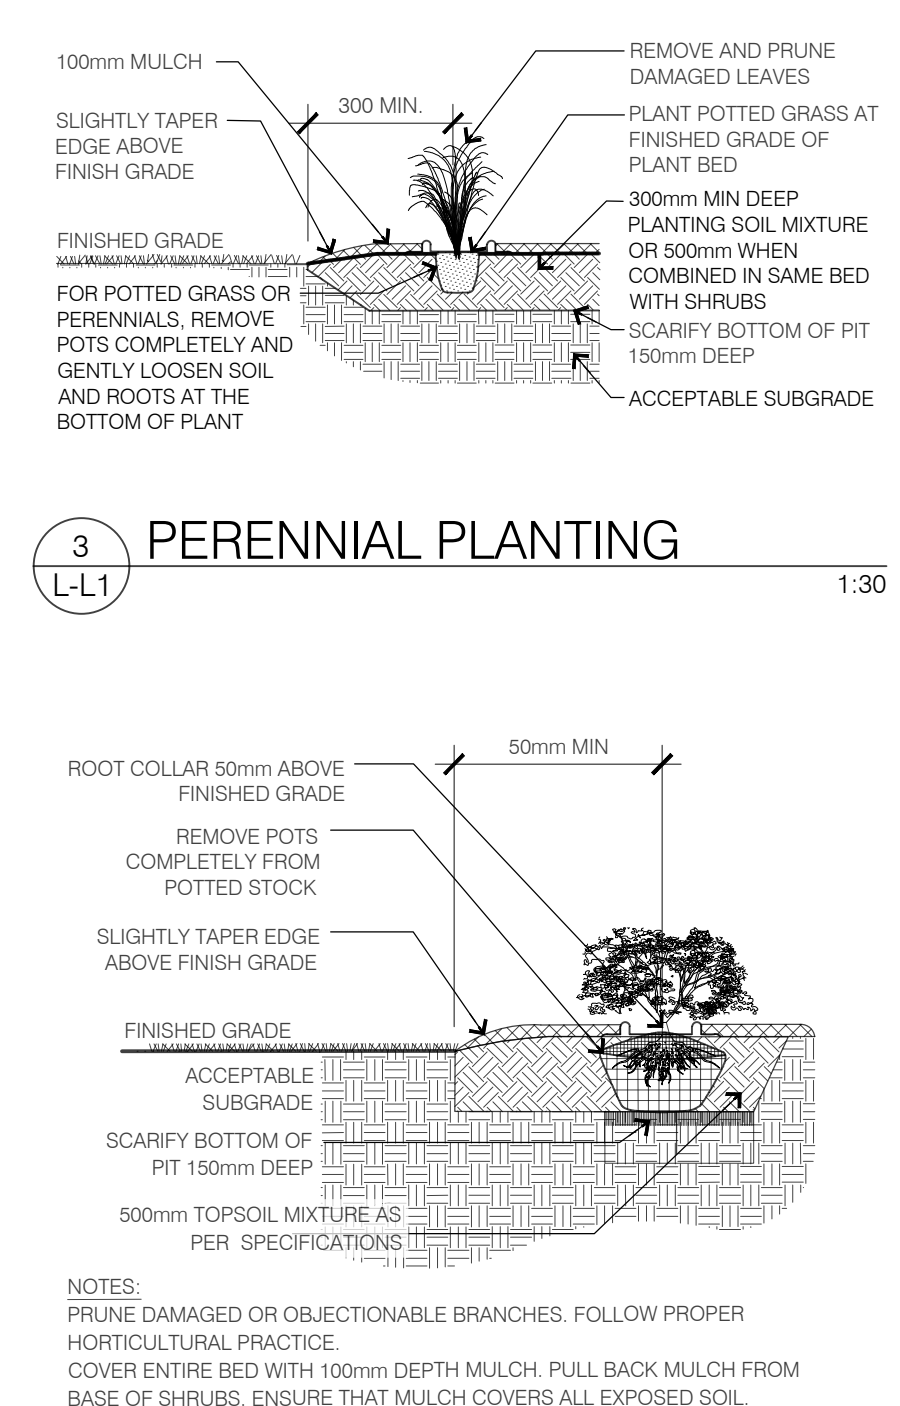 100mm MULCH
300 MIN.
SLIGHTLY TAPER
EDGE ABOVE
FINISH GRADE
FINISHED GRADE
FOR POTTED GRASS OR
PERENNIALS, REMOVE
POTS COMPLETELY AND
GENTLY LOOSEN SOIL
AND ROOTS AT THE
BOTTOM OF PLANT
REMOVE AND PRUNE
DAMAGED LEAVES
PLANT POTTED GRASS AT
FINISHED GRADE OF
PLANT BED
300mm MIN DEEP
PLANTING SOIL MIXTURE
OR 500mm WHEN
COMBINED IN SAME BED
WITH SHRUBS
SCARIFY BOTTOM OF PIT
150mm DEEP
ACCEPTABLE SUBGRADE
3
L-L1
PERENNIAL PLANTING
1:30
50mm MIN
ROOT COLLAR 50mm ABOVE
FINISHED GRADE
REMOVE POTS
COMPLETELY FROM
POTTED STOCK
SLIGHTLY TAPER EDGE
ABOVE FINISH GRADE
FINISHED GRADE
ACCEPTABLE
SUBGRADE
SCARIFY BOTTOM OF
PIT 150mm DEEP
500mm TOPSOIL MIXTURE AS
PER SPECIFICATIONS
NOTES:
PRUNE DAMAGED OR OBJECTIONABLE BRANCHES. FOLLOW PROPER
HORTICULTURAL PRACTICE.
COVER ENTIRE BED WITH 100mm DEPTH MULCH. PULL BACK MULCH FROM
BASE OF SHRUBS. ENSURE THAT MULCH COVERS ALL EXPOSED SOIL.